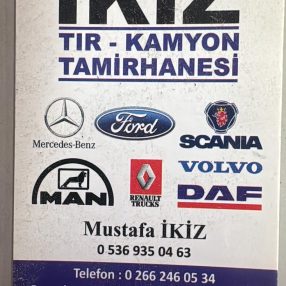 İKİZ
TIR - KAMYON
TAMİRHANESİ
Mercedes-Benz
Ford
SCANIA
MAN
RENAULT
TRUCKS
VOLVO
DAF
Mustafa İKİZ
0 536 935 04 63
Telefon : 0 266 246 05 34